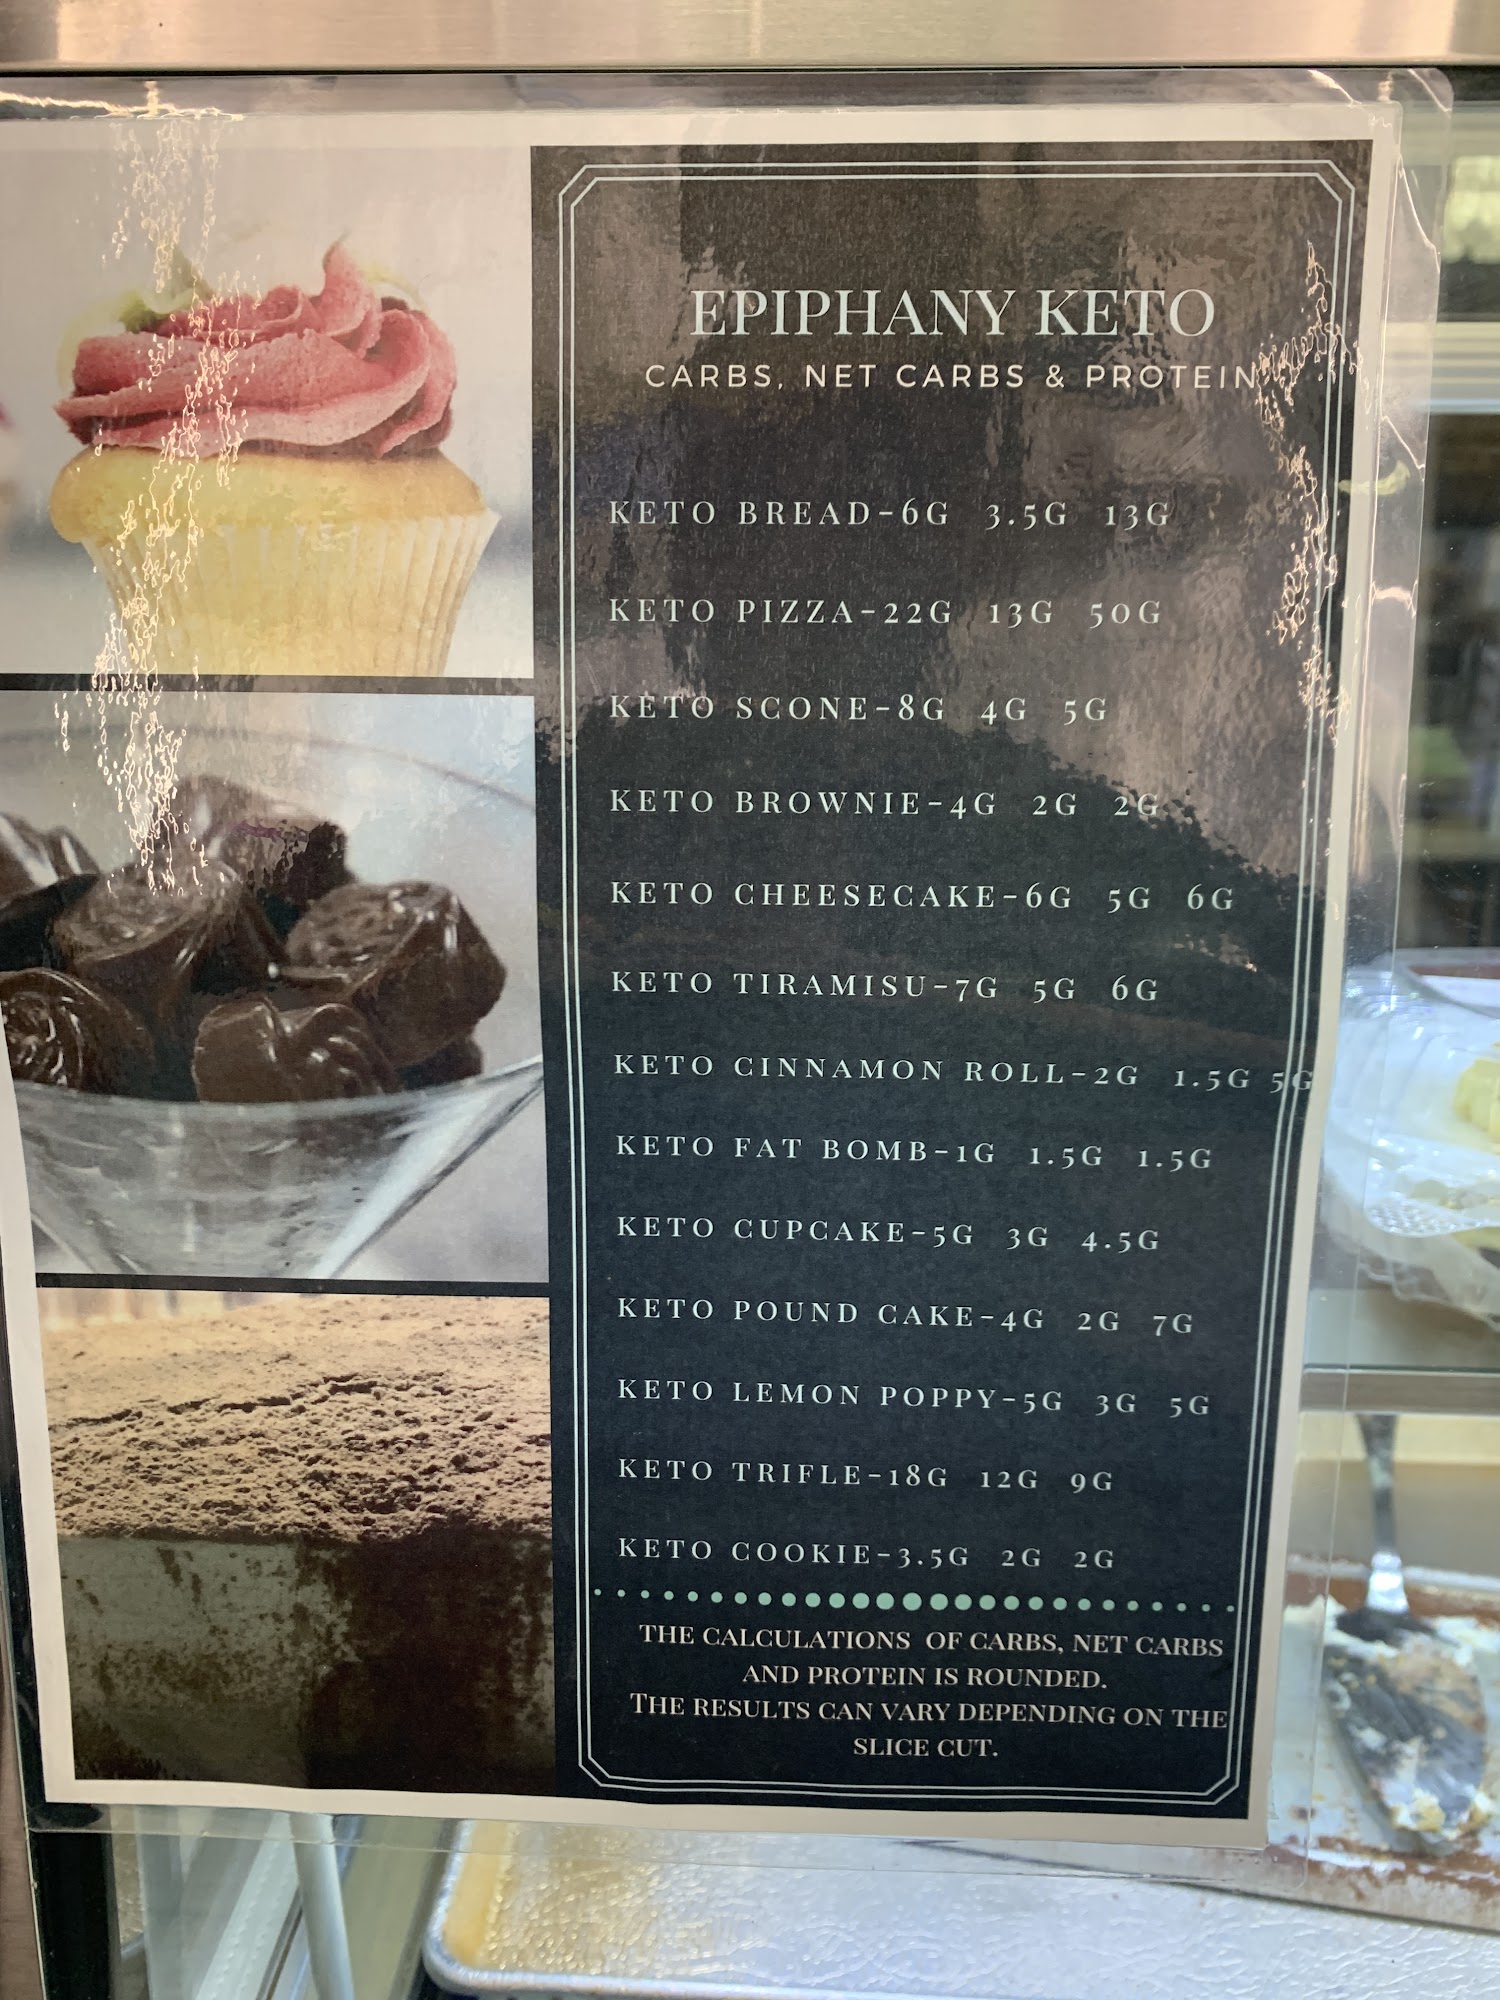 EPIPHANY KETO
CARBS, NET CARBS & PROTEIN
KETO BREAD-6G 3.5G 13G
KETO PIZZA-22G 13G 50G
KETO SCONE-8G 4G 5G
KETO BROWNIE-4G 2G 2G
KETO CHEESECAKE-6G 5G 6G
KETO TIRAMISU-7G 5G 6G
KETO CINNAMON ROLL-2G 1.5G 5G
KETO FAT BOMB-1G 1.5G 1.5G
KETO CUPCAKE-5G 3G 4.5G
KETO POUND CAKE-4G 2G 7G
KETO LEMON POPPY-5G 3G 5G
KETO TRIFLE-18G 12G 9G
KETO COOKIE-3.5G 2G 2G
THE CALCULATIONS OF CARBS, NET CARBS
AND PROTEIN IS ROUNDED.
THE RESULTS CAN VARY DEPENDING ON THE
SLICE CUT.